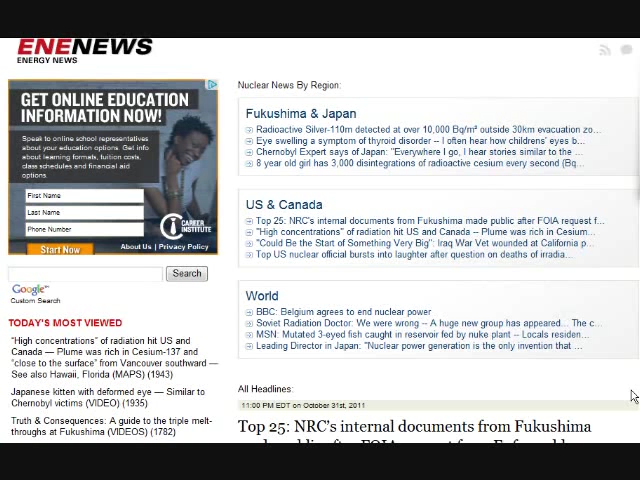 ENENEWS
ENERGY NEWS
GET ONLINE EDUCATION
INFORMATION NOW!
Speak to online school representatives
about your education options. Get info
about learning formats, tuition costs,
class schedules and financial aid
options.
First Name
Last Name
Phone Number
Start Now
CAREER
INSTITUTE
About Us | Privacy Policy
Search
Google™
Custom Search
TODAY'S MOST VIEWED
"High concentrations" of radiation hit US and
Canada — Plume was rich in Cesium-137 and
"close to the surface" from Vancouver southward —
See also Hawaii, Florida (MAPS) (1943)
Japanese kitten with deformed eye — Similar to
Chernobyl victims (VIDEO) (1935)
Truth & Consequences: A guide to the triple melt-
throughs at Fukushima (VIDEOS) (1782)
Nuclear News By Region:
Fukushima & Japan
Radioactive Silver-110m detected at over 10,000 Bq/m² outside 30km evacuation zo...
Eye swelling a symptom of thyroid disorder -- I often hear how childrens' eyes b...
Chernobyl Expert says of Japan: "Everywhere I go, I hear stories similar to the ...
8 year old girl has 3,000 disintegrations of radioactive cesium every second (Bq...
US & Canada
Top 25: NRC's internal documents from Fukushima made public after FOIA request f...
"High concentrations" of radiation hit US and Canada -- Plume was rich in Cesium...
"Could Be the Start of Something Very Big": Iraq War Vet wounded at California p...
Top US nuclear official bursts into laughter after question on deaths of irradia...
World
BBC: Belgium agrees to end nuclear power
Soviet Radiation Doctor: We were wrong -- A huge new group has appeared... The c...
MSN: Mutated 3-eyed fish caught in reservoir fed by nuke plant -- Locals residen...
Leading Director in Japan: "Nuclear power generation is the only invention that ...
All Headlines:
11:00 PM EDT on October 31st, 2011
Top 25: NRC's internal documents from Fukushima